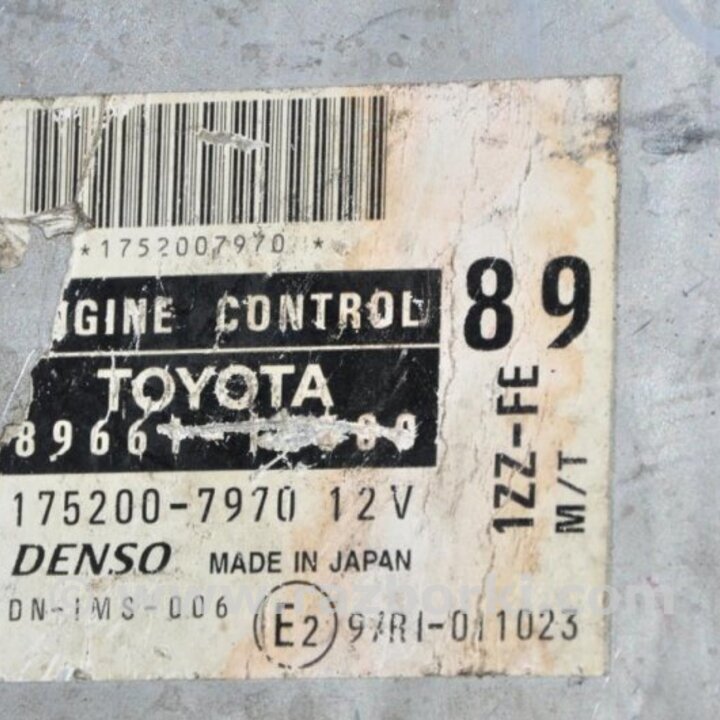 *1752007970*
NGINE CONTROL
89
TOYOTA
1ZZ-FE
M/T
175200-7970 12V
DENSO MADE IN JAPAN
DN-IMS-006 E2 97RI-011023